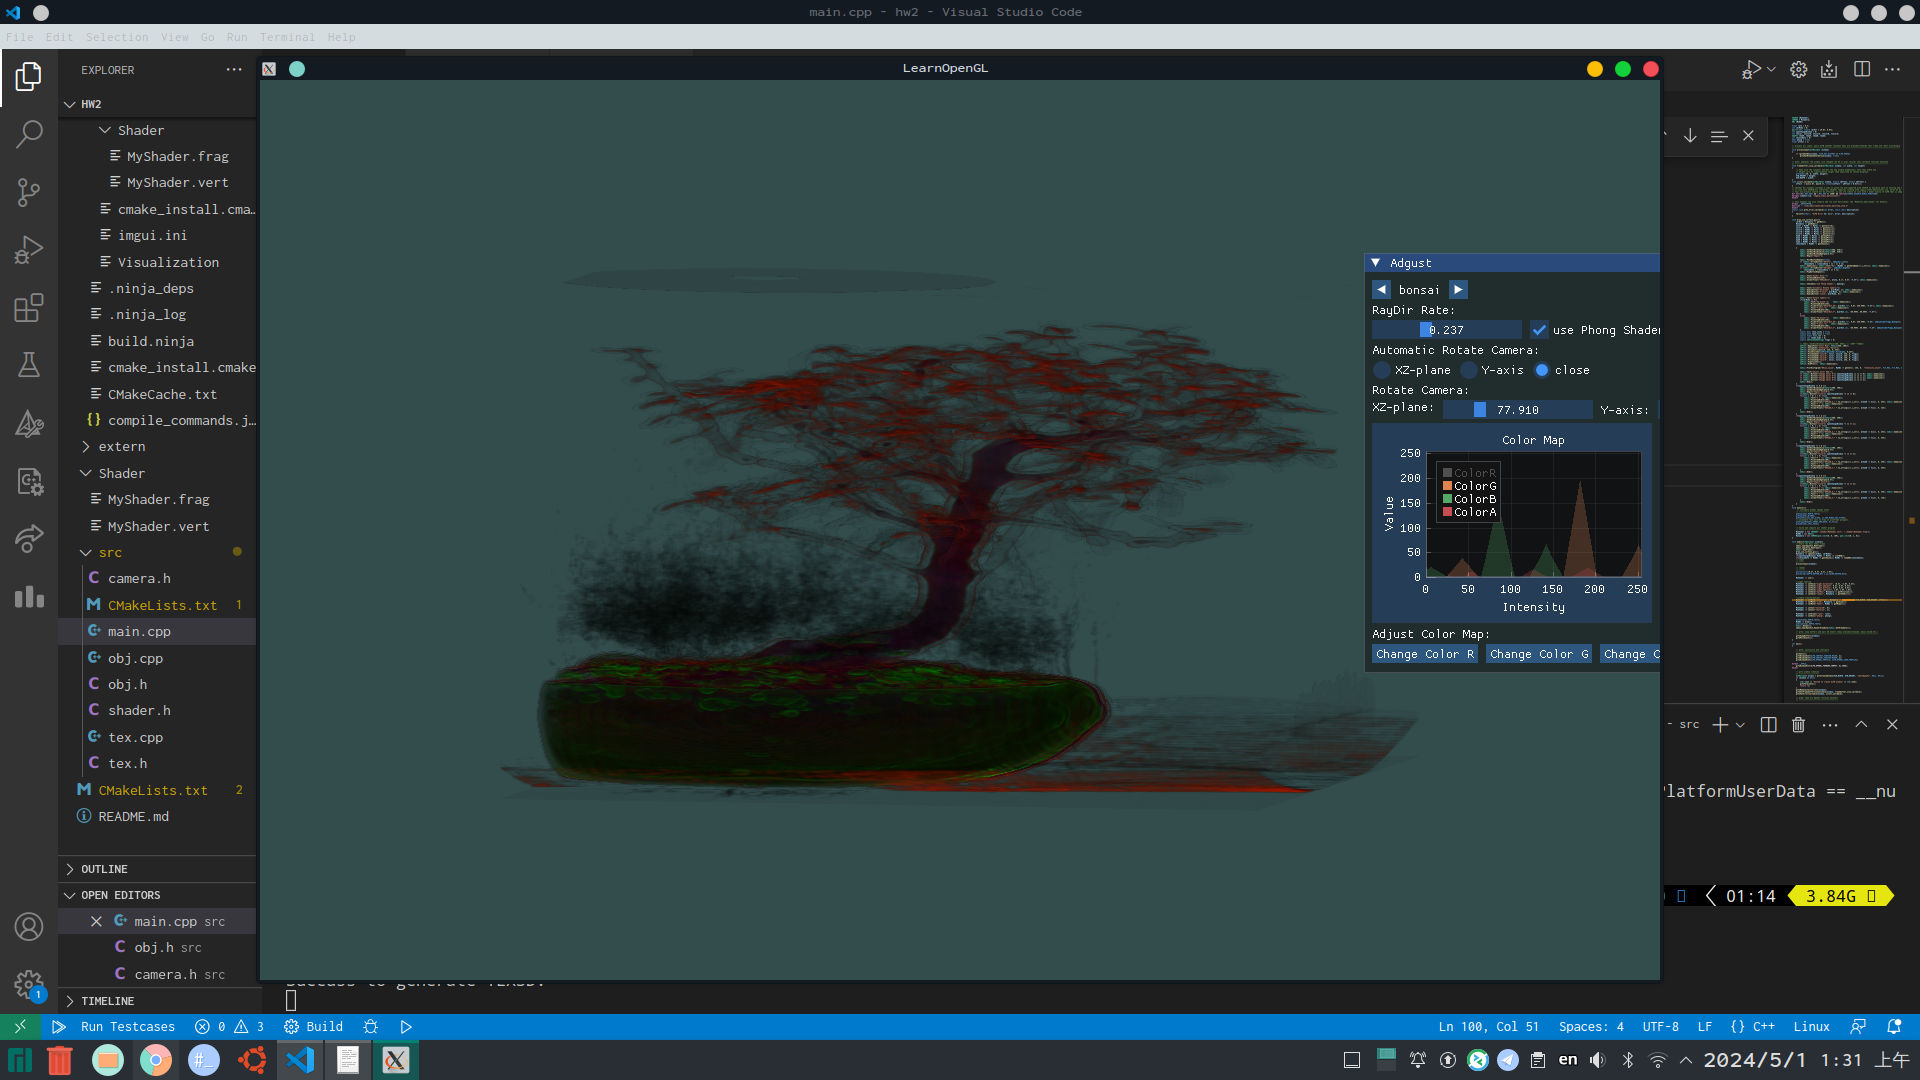 main.cpp - hw2 - Visual Studio Code
File Edit Selection View Go Run Terminal Help
EXPLORER
HW2
Shader
MyShader.frag
MyShader.vert
cmake_install.cma…
imgui.ini
Visualization
.ninja_deps
.ninja_log
build.ninja
cmake_install.cmake
CMakeCache.txt
{} compile_commands.j…
extern
Shader
MyShader.frag
MyShader.vert
src
camera.h
CMakeLists.txt 1
main.cpp
obj.cpp
obj.h
shader.h
tex.cpp
tex.h
CMakeLists.txt 2
README.md
OUTLINE
OPEN EDITORS
main.cpp src
obj.h src
camera.h src
TIMELINE
LearnOpenGL
Adgust
bonsai
RayDir Rate:
0.237 use Phong Shader
Automatic Rotate Camera:
XZ-plane Y-axis close
Rotate Camera:
XZ-plane: 77.910 Y-axis:
Color Map
Value
250
200
150
100
50
0
ColorR
ColorG
ColorB
ColorA
0 50 100 150 200 250
Intensity
Adjust Color Map:
Change Color R Change Color G Change C
- src
PlatformUserData == __nu
01:14 3.84G
Success to generate TEX3D.
1
Run Testcases 0 3 Build Ln 100, Col 51 Spaces: 4 UTF-8 LF {} C++ Linux
en 2024/5/1 1:31 上午